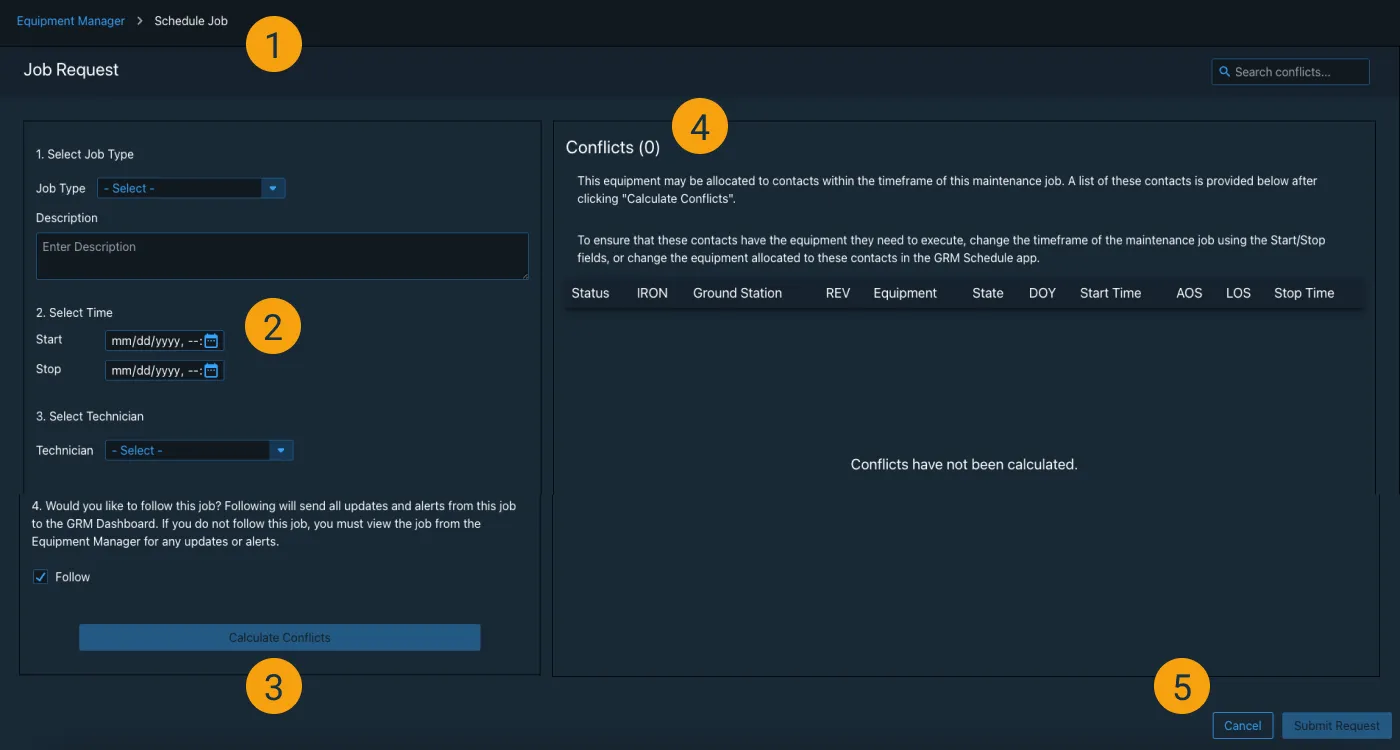 Equipment Manager > Schedule Job
1
Job Request
Search conflicts...
1. Select Job Type
Job Type - Select -
Description
Enter Description
2. Select Time
2
Start mm/dd/yyyy, --:
Stop mm/dd/yyyy, --:
3. Select Technician
Technician - Select -
4. Would you like to follow this job? Following will send all updates and alerts from this job
to the GRM Dashboard. If you do not follow this job, you must view the job from the
Equipment Manager for any updates or alerts.
Follow
Calculate Conflicts
3
4
Conflicts (0)
This equipment may be allocated to contacts within the timeframe of this maintenance job. A list of these contacts is provided below after
clicking "Calculate Conflicts".
To ensure that these contacts have the equipment they need to execute, change the timeframe of the maintenance job using the Start/Stop
fields, or change the equipment allocated to these contacts in the GRM Schedule app.
Status IRON Ground Station REV Equipment State DOY Start Time AOS LOS Stop Time
Conflicts have not been calculated.
5
Cancel Submit Request